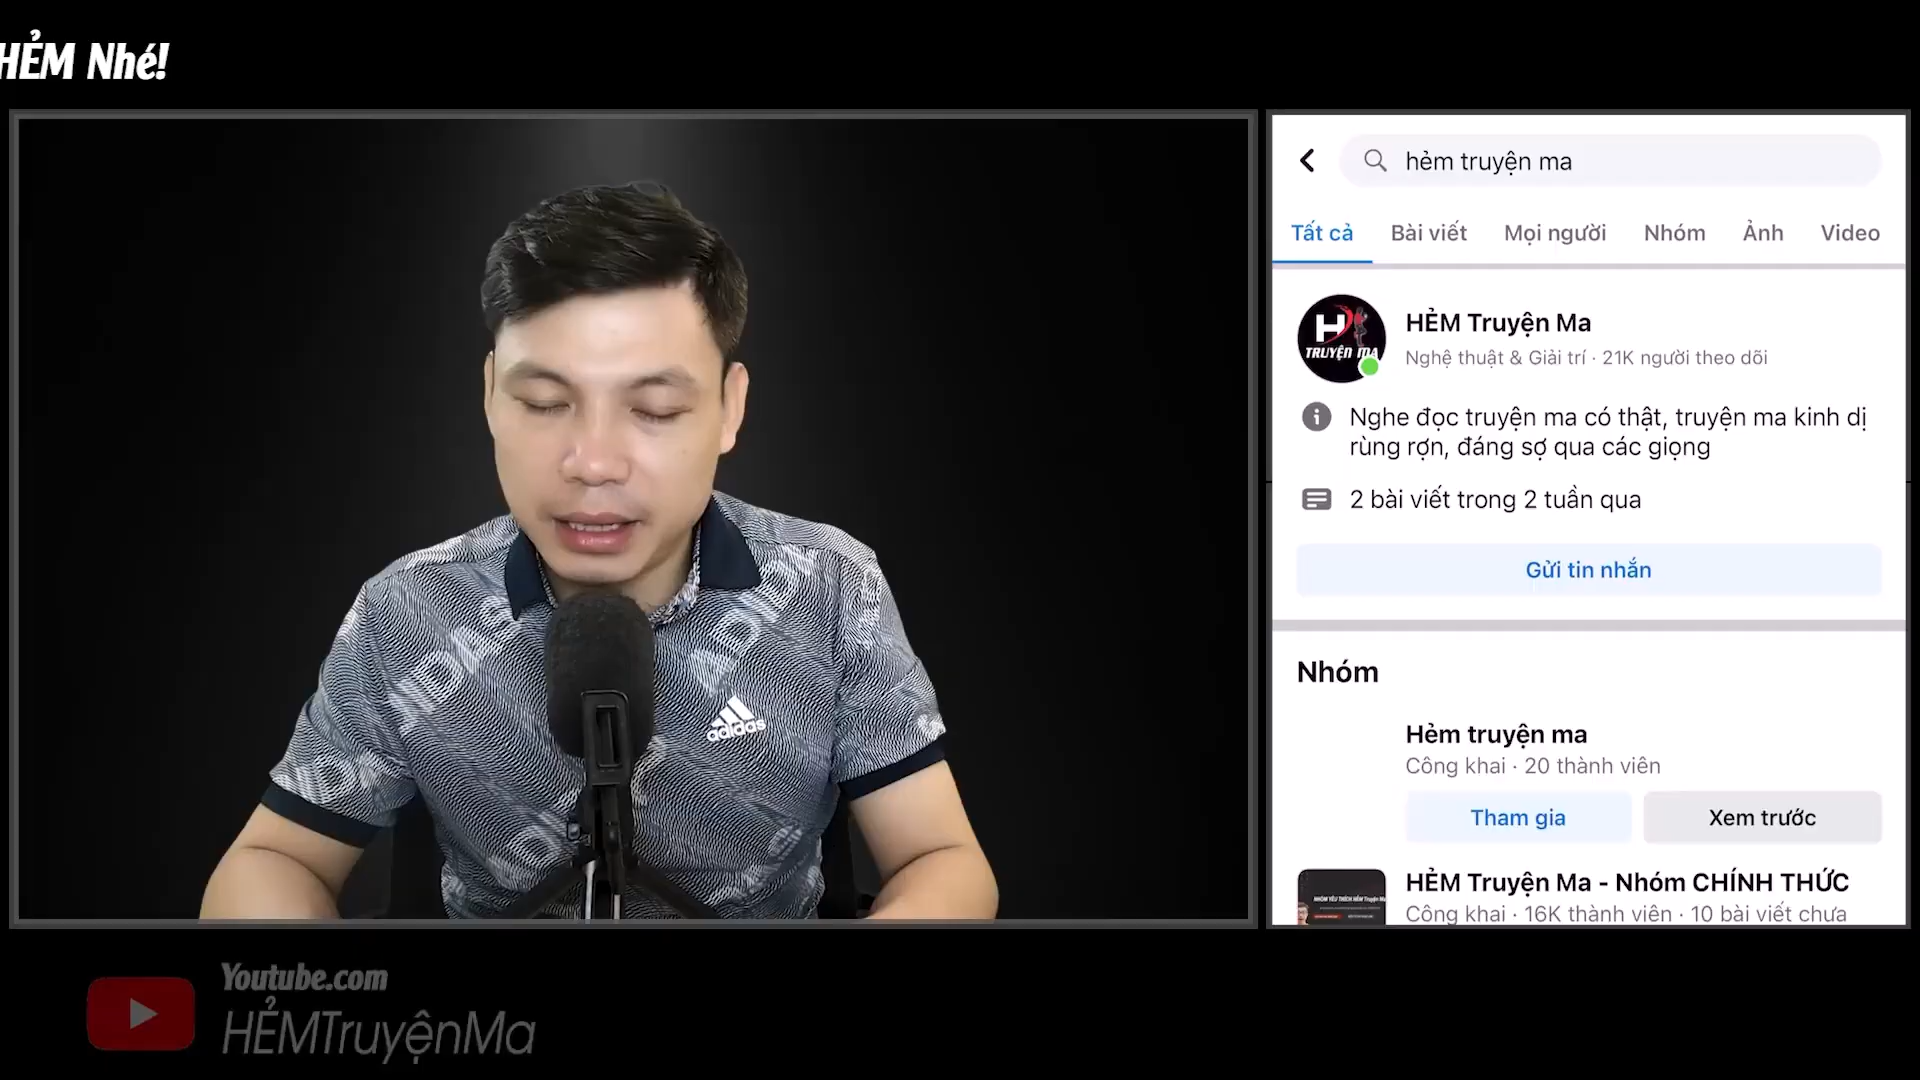 HẺM Nhé!
hẻm truyện ma
Tất cả Bài viết Mọi người Nhóm Ảnh Video
H
TRUYỆN MA
HẺM Truyện Ma
Nghệ thuật & Giải trí · 21K người theo dõi
Nghe đọc truyện ma có thật, truyện ma kinh dị
rùng rợn, đáng sợ qua các giọng
2 bài viết trong 2 tuần qua
Gửi tin nhắn
Nhóm
Hẻm truyện ma
Công khai · 20 thành viên
Tham gia Xem trước
HẺM Truyện Ma - Nhóm CHÍNH THỨC
Công khai · 16K thành viên · 10 bài viết chưa
adidas
Youtube.com
HẺMTruyệnMa